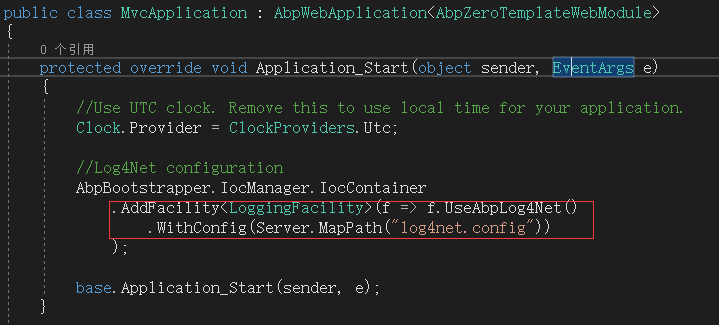 public class MvcApplication : AbpWebApplication<AbpZeroTemplateWebModule>
{
0 个引用
protected override void Application_Start(object sender, EventArgs e)
{
//Use UTC clock. Remove this to use local time for your application.
Clock.Provider = ClockProviders.Utc;
//Log4Net configuration
AbpBootstrapper.IocManager.IocContainer
.AddFacility<LoggingFacility>(f => f.UseAbpLog4Net()
.WithConfig(Server.MapPath("log4net.config"))
);
base.Application_Start(sender, e);
}